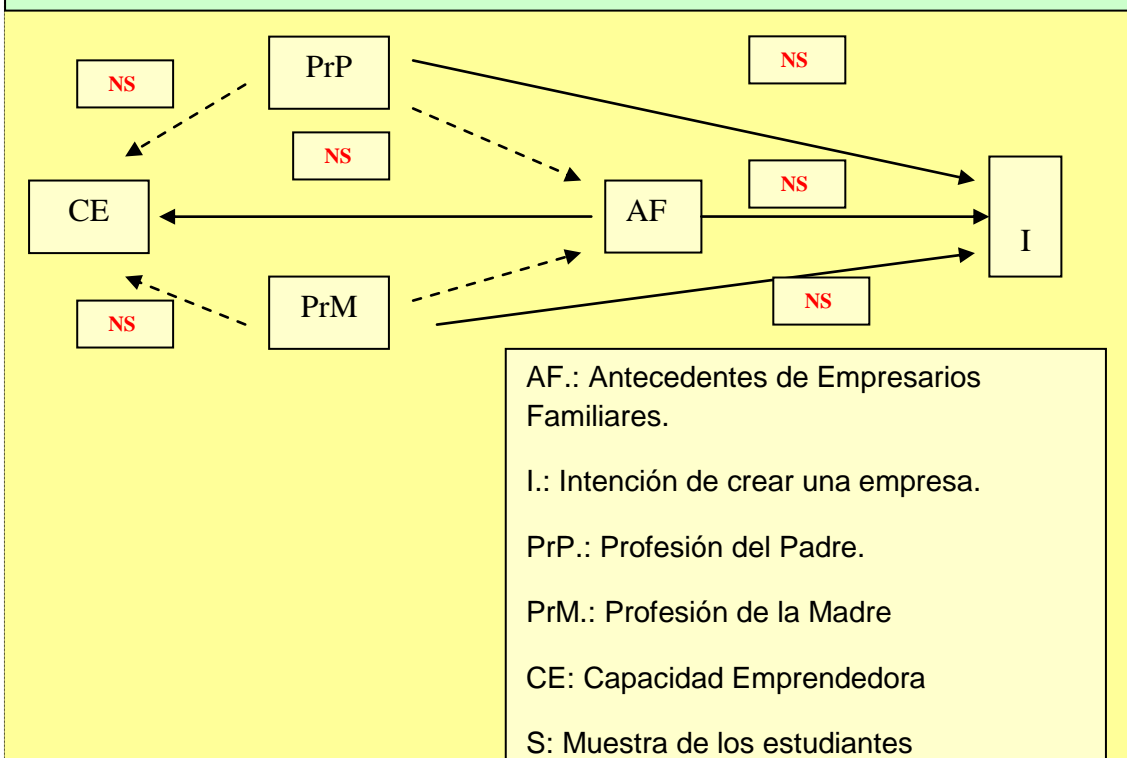 PrP
NS
NS
NS
NS
CE
AF
I
PrM
NS
NS
AF.: Antecedentes de Empresarios
Familiares.
I.: Intención de crear una empresa.
PrP.: Profesión del Padre.
PrM.: Profesión de la Madre
CE: Capacidad Emprendedora
S: Muestra de los estudiantes